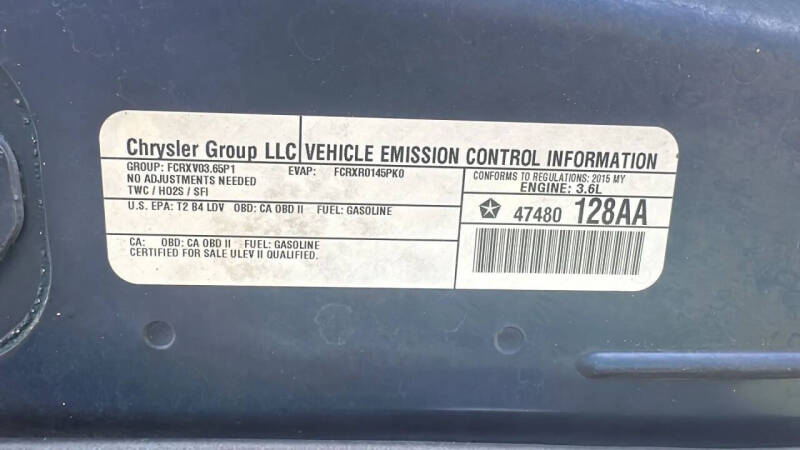 Chrysler Group LLC VEHICLE EMISSION CONTROL INFORMATION
GROUP: FCRXV03.65P1 EVAP: FCRXR0145PK0
NO ADJUSTMENTS NEEDED
TWC / HO2S / SFI
CONFORMS TO REGULATIONS: 2015 MY
ENGINE: 3.6L
U.S. EPA: T2 B4 LDV OBD: CA OBD II FUEL: GASOLINE
47480 128AA
CA: OBD: CA OBD II FUEL: GASOLINE
CERTIFIED FOR SALE ULEV II QUALIFIED.